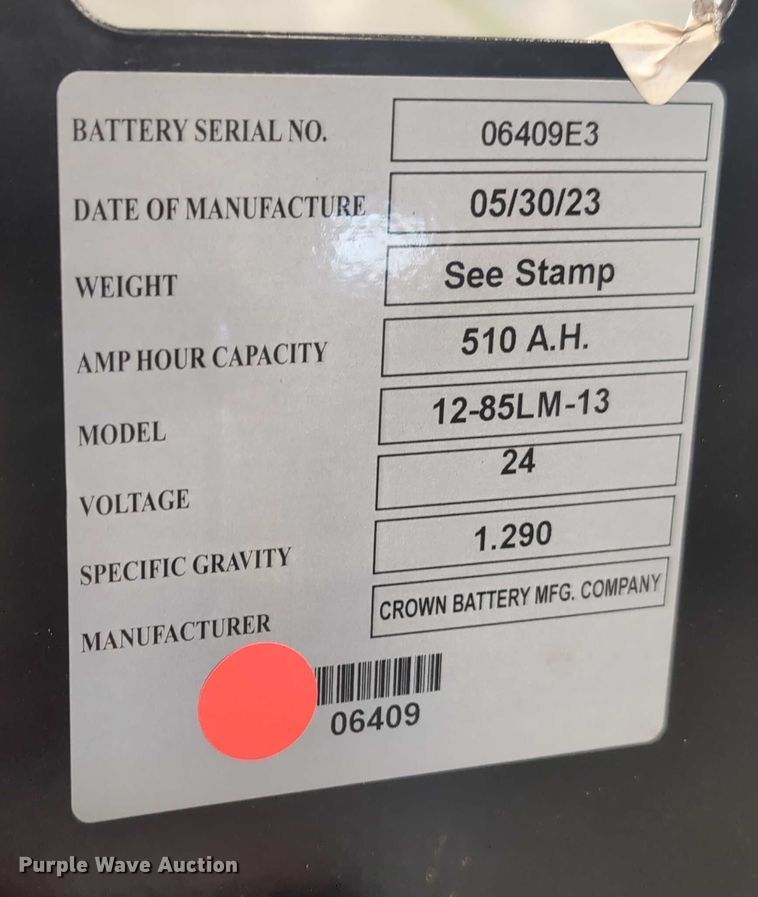 BATTERY SERIAL NO. 06409E3
DATE OF MANUFACTURE 05/30/23
WEIGHT See Stamp
AMP HOUR CAPACITY 510 A.H.
MODEL 12-85LM-13
VOLTAGE 24
SPECIFIC GRAVITY 1.290
MANUFACTURER CROWN BATTERY MFG. COMPANY
06409
Purple Wave Auction